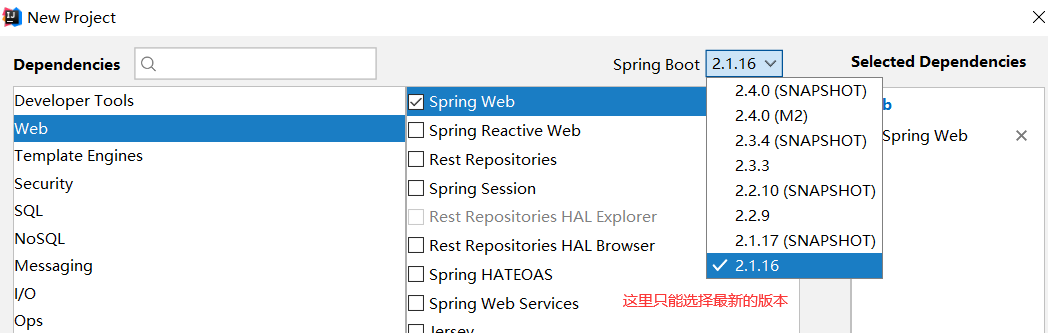 New Project
Dependencies
Spring Boot 2.1.16
Selected Dependencies
Developer Tools
Web
Template Engines
Security
SQL
NoSQL
Messaging
I/O
Ops
Spring Web
Spring Reactive Web
Rest Repositories
Spring Session
Rest Repositories HAL Explorer
Rest Repositories HAL Browser
Spring HATEOAS
Spring Web Services
Jersey
2.4.0 (SNAPSHOT)
2.4.0 (M2)
2.3.4 (SNAPSHOT)
2.3.3
2.2.10 (SNAPSHOT)
2.2.9
2.1.17 (SNAPSHOT)
2.1.16
这里只能选择最新的版本
b
Spring Web